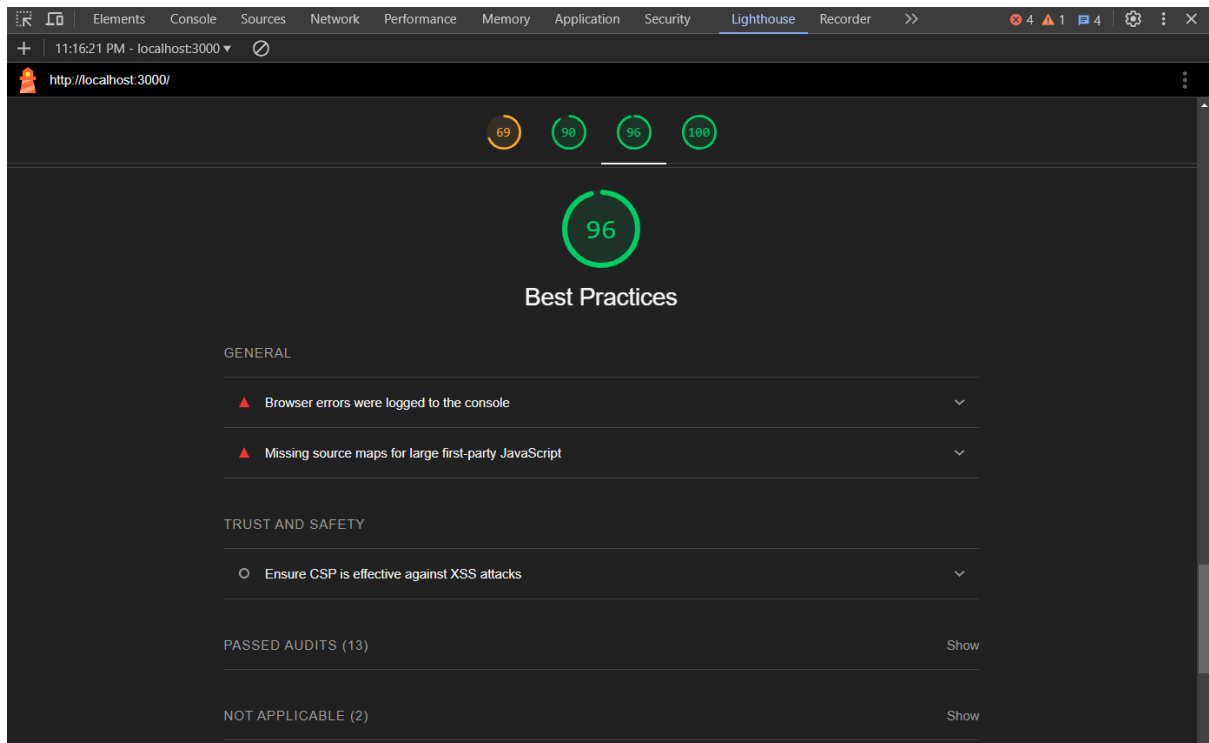 Elements Console Sources Network Performance Memory Application Security Lighthouse Recorder 4 1 4
11:16:21 PM - localhost:3000
http://localhost:3000/
69 90 96 100
96
Best Practices
GENERAL
Browser errors were logged to the console
Missing source maps for large first-party JavaScript
TRUST AND SAFETY
Ensure CSP is effective against XSS attacks
PASSED AUDITS (13) Show
NOT APPLICABLE (2) Show